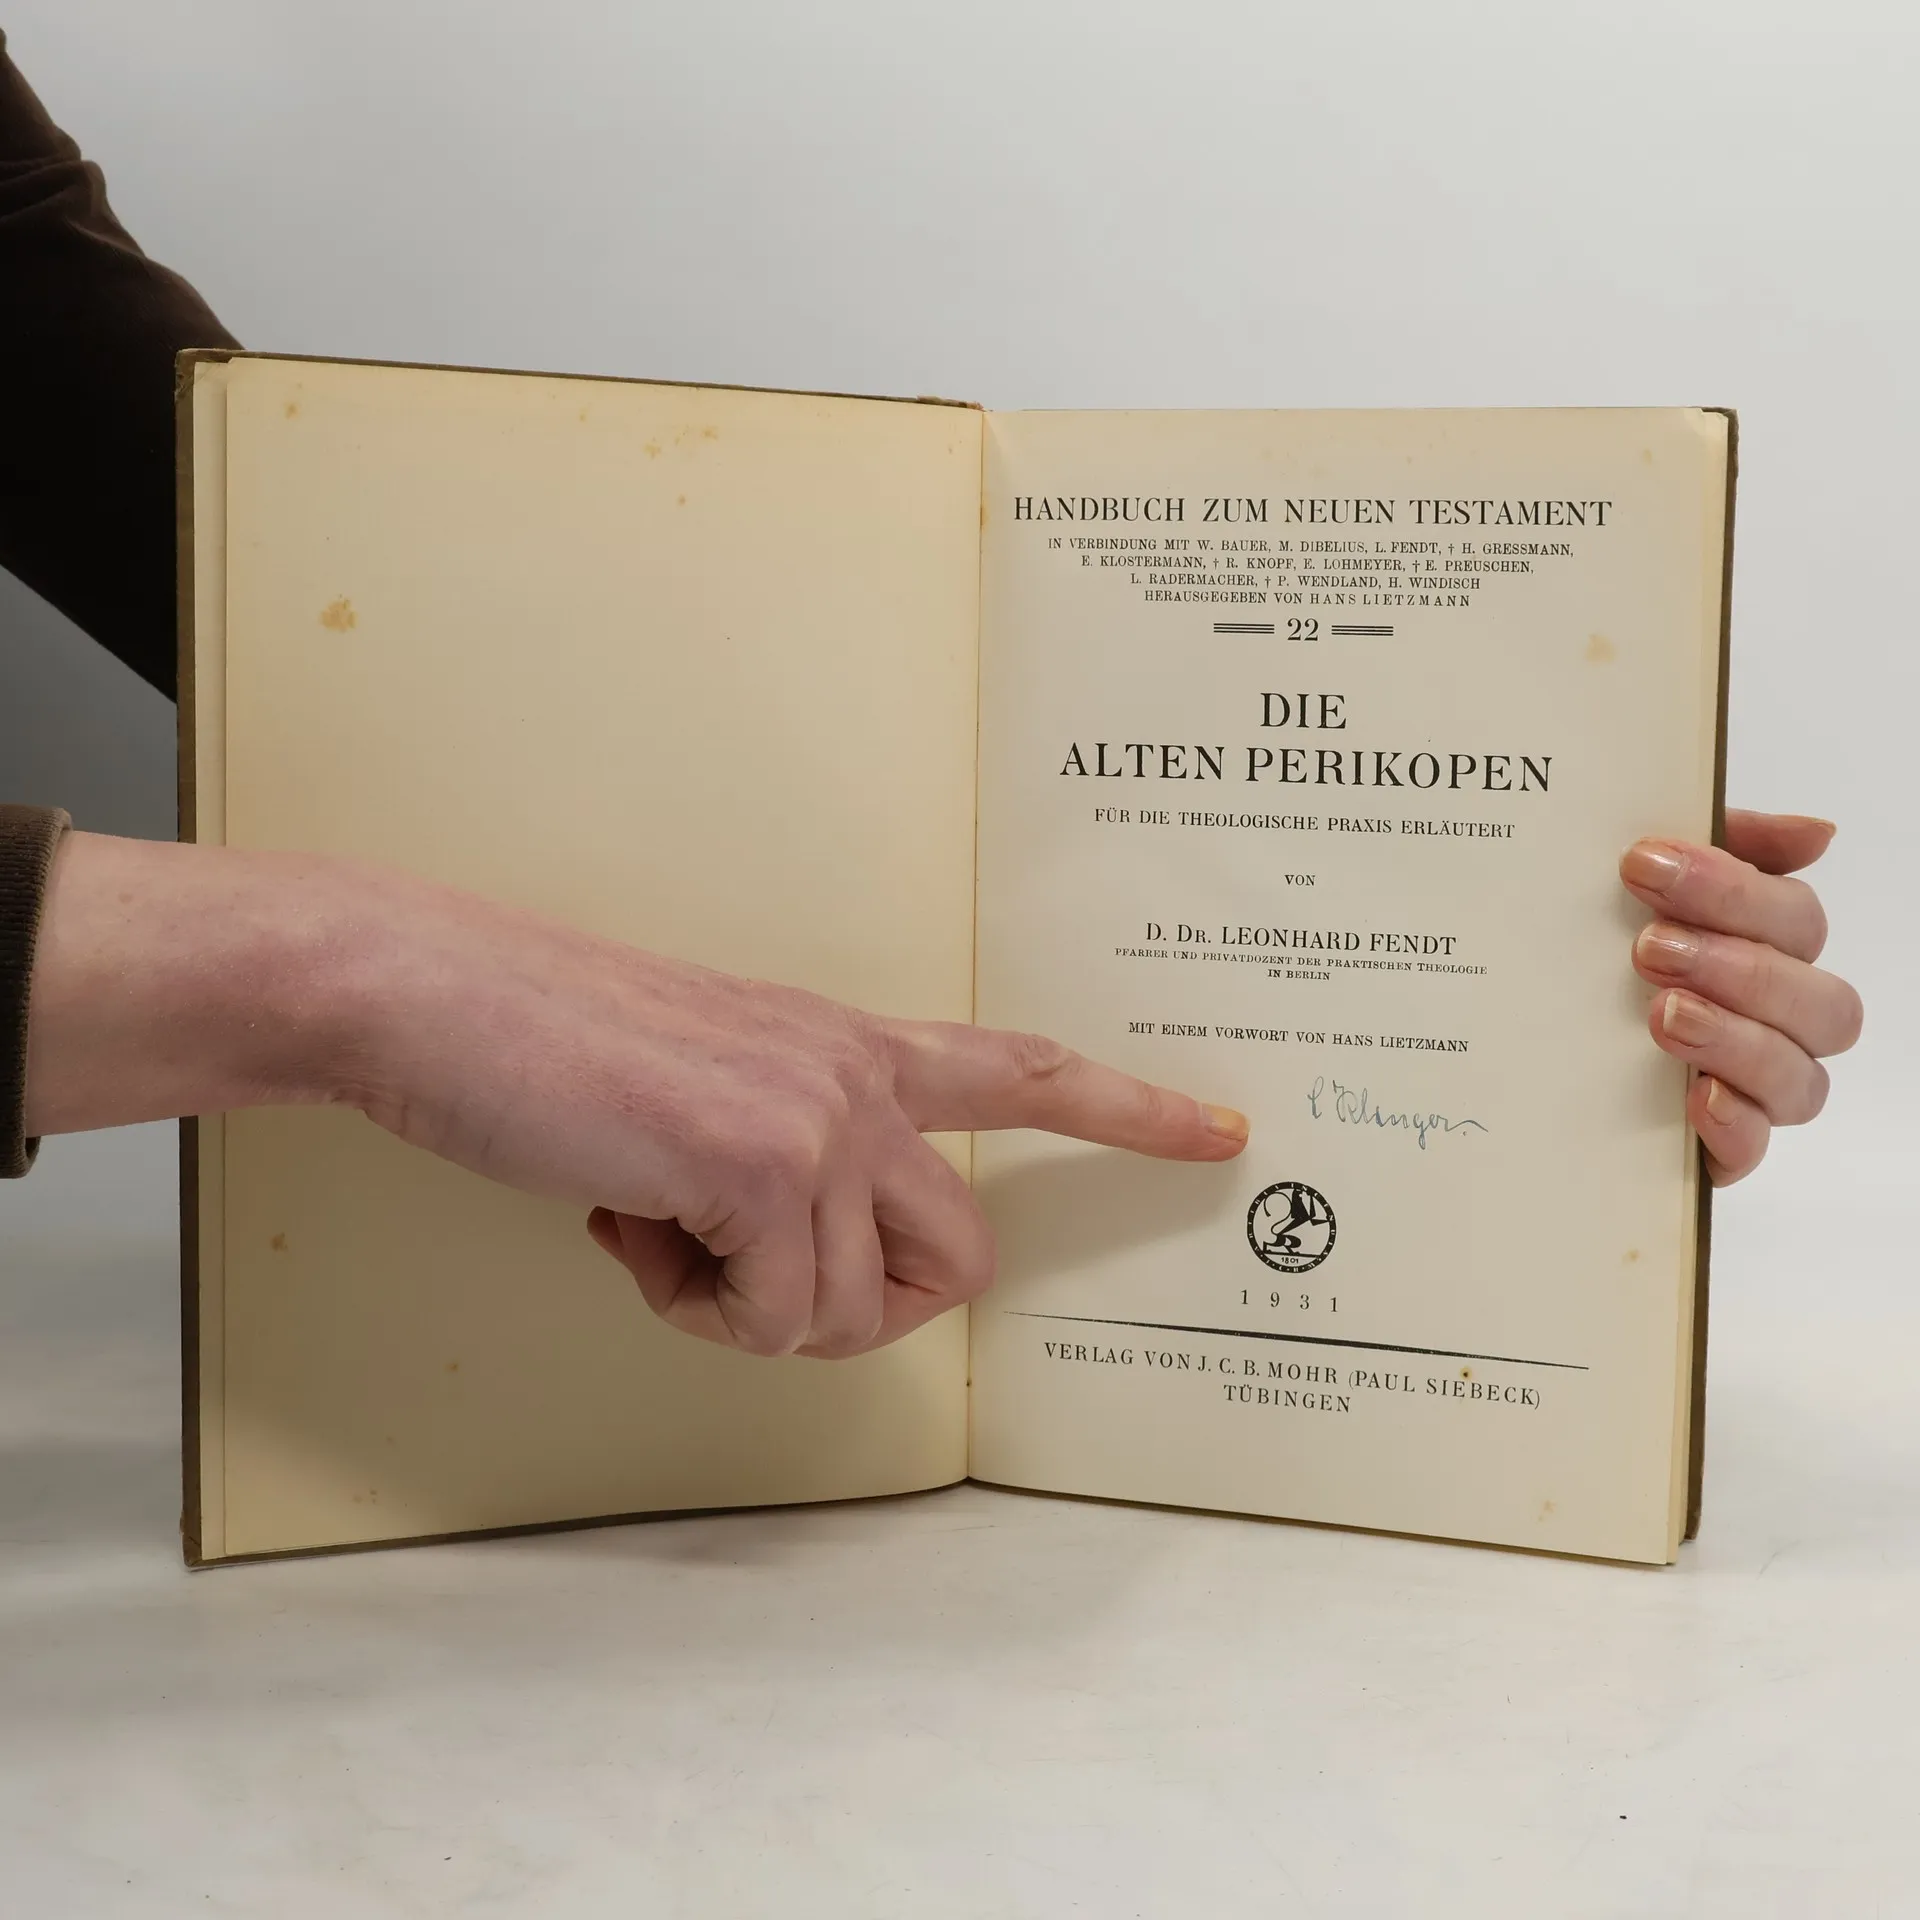 HANDBUCH ZUM NEUEN TESTAMENT
IN VERBINDUNG MIT W. BAUER, M. DIBELIUS, L. FENDT, † H. GRESSMANN,
E. KLOSTERMANN, † R. KNOPF, E. LOHMEYER, † E. PREUSCHEN,
L. RADERMACHER, † P. WENDLAND, H. WINDISCH
HERAUSGEGEBEN VON HANS LIETZMANN
22
DIE
ALTEN PERIKOPEN
FÜR DIE THEOLOGISCHE PRAXIS ERLÄUTERT
VON
D. DR. LEONHARD FENDT
PFARRER UND PRIVATDOZENT DER PRAKTISCHEN THEOLOGIE
IN BERLIN
MIT EINEM VORWORT VON HANS LIETZMANN
1801
1931
VERLAG VON J. C. B. MOHR (PAUL SIEBECK)
TÜBINGEN